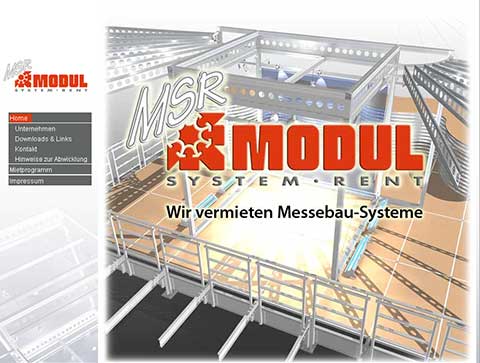 MSR
MODUL
SYSTEM·RENT
Home
Unternehmen
Downloads & Links
Kontakt
Hinweise zur Abwicklung
Mietprogramm
Impressum
MSR
MODUL
SYSTEM·RENT
Wir vermieten Messebau-Systeme